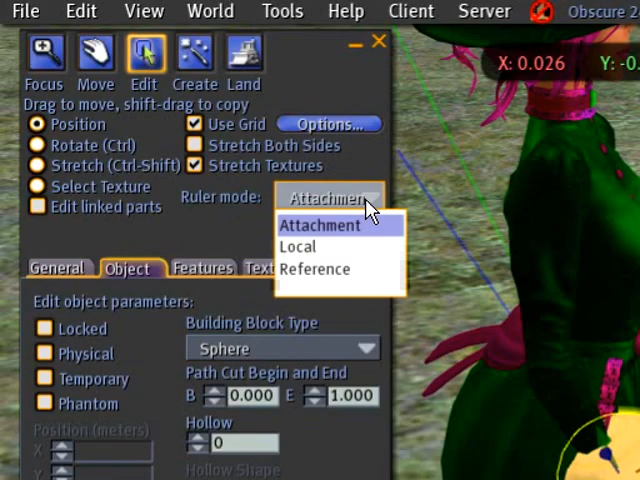 File Edit View World Tools Help Client Server Obscure 2
X: 0.026 Y: -0.
Focus Move Edit Create Land
Drag to move, shift-drag to copy
Position
Use Grid
Options...
Rotate (Ctrl)
Stretch Both Sides
Stretch (Ctrl-Shift)
Stretch Textures
Select Texture
Ruler mode:
Attachmen
Edit linked parts
Attachment
Local
Reference
General Object Features Text
Edit object parameters:
Locked
Physical
Temporary
Phantom
Position (meters)
X
Y
Building Block Type
Sphere
Path Cut Begin and End
B 0.000 E 1.000
Hollow
0
Hollow Shape